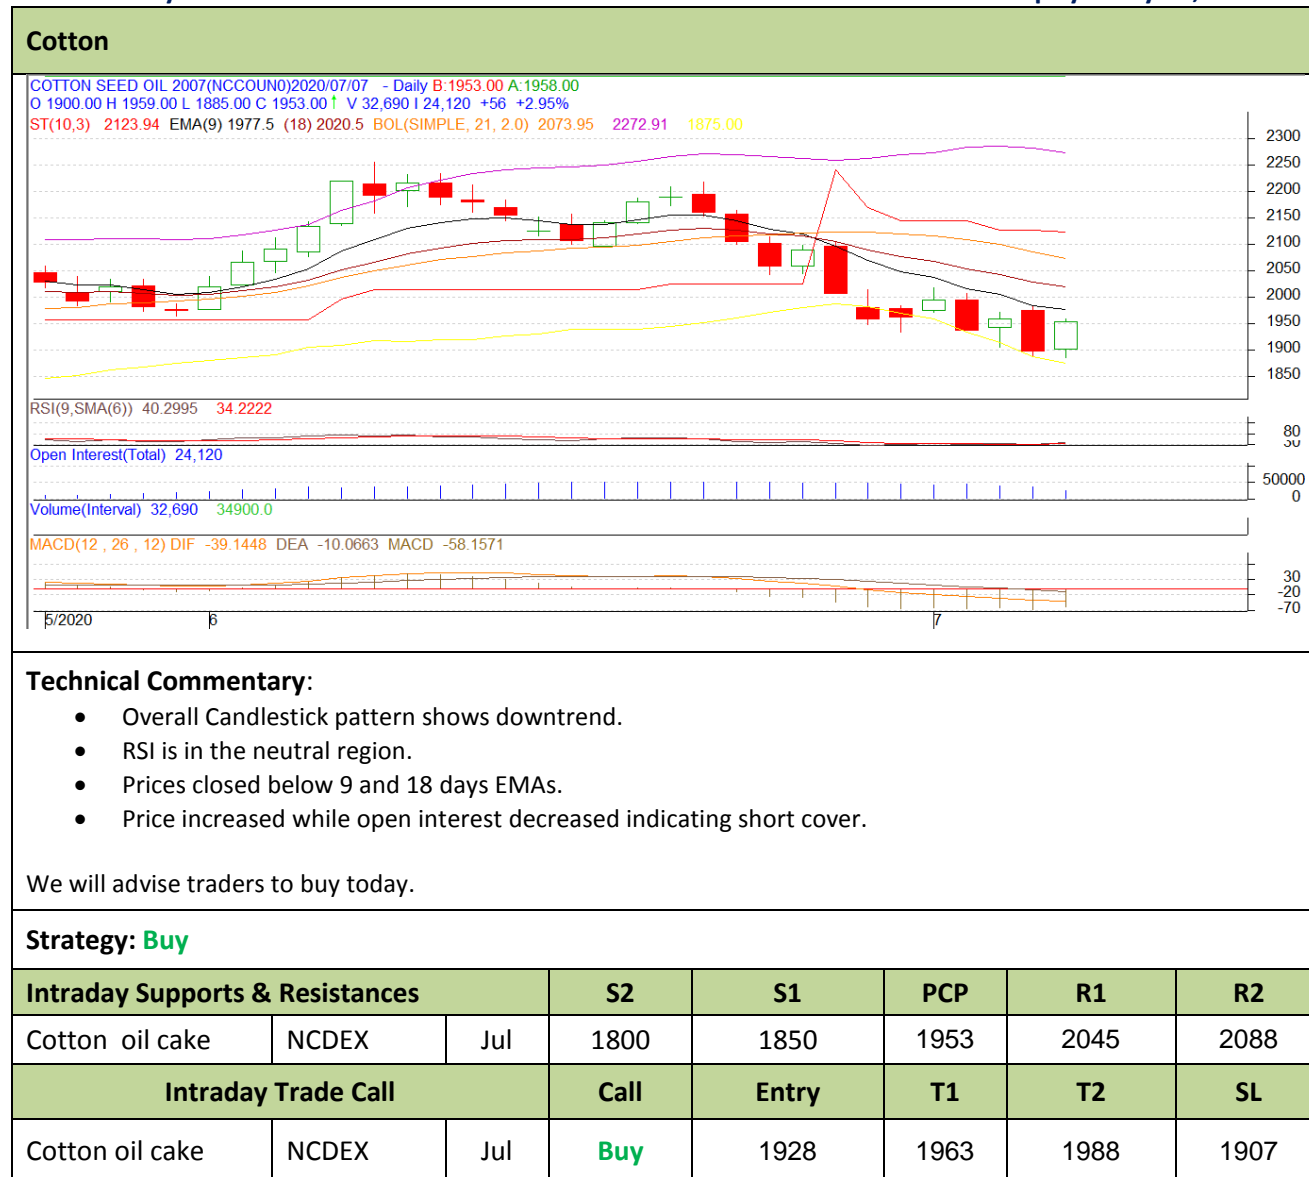 Cotton
COTTON SEED OIL 2007(NCCOUN0)2020/07/07 - Daily B:1953.00 A:1958.00
O 1900.00 H 1959.00 L 1885.00 C 1953.00↑ V 32,690 I 24,120 +56 +2.95%
ST(10,3) 2123.94 EMA(9) 1977.5 (18) 2020.5 BOL(SIMPLE, 21, 2.0) 2073.95 2272.91 1875.00
2300
2250
2200
2150
2100
2050
2000
1950
1900
1850
RSI(9,SMA(6)) 40.2995 34.2222
80
30
Open Interest(Total) 24,120
50000
0
Volume(Interval) 32,690 34900.0
MACD(12 , 26 , 12) DIF -39.1448 DEA -10.0663 MACD -58.1571
30
-20
-70
5/2020 6 7
Technical Commentary:
• Overall Candlestick pattern shows downtrend.
• RSI is in the neutral region.
• Prices closed below 9 and 18 days EMAs.
• Price increased while open interest decreased indicating short cover.
We will advise traders to buy today.
Strategy: Buy
Intraday Supports & Resistances S2 S1 PCP R1 R2
Cotton oil cake NCDEX Jul 1800 1850 1953 2045 2088
Intraday Trade Call Call Entry T1 T2 SL
Cotton oil cake NCDEX Jul Buy 1928 1963 1988 1907